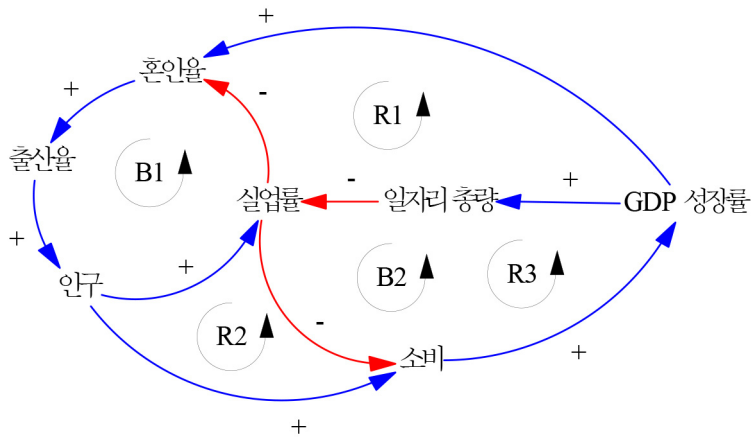 +
혼인율
+
-
R1
출산율
B1
-
+
실업률
일자리 총량
GDP 성장률
+
+
인구
B2
R3
R2
-
소비
+
+